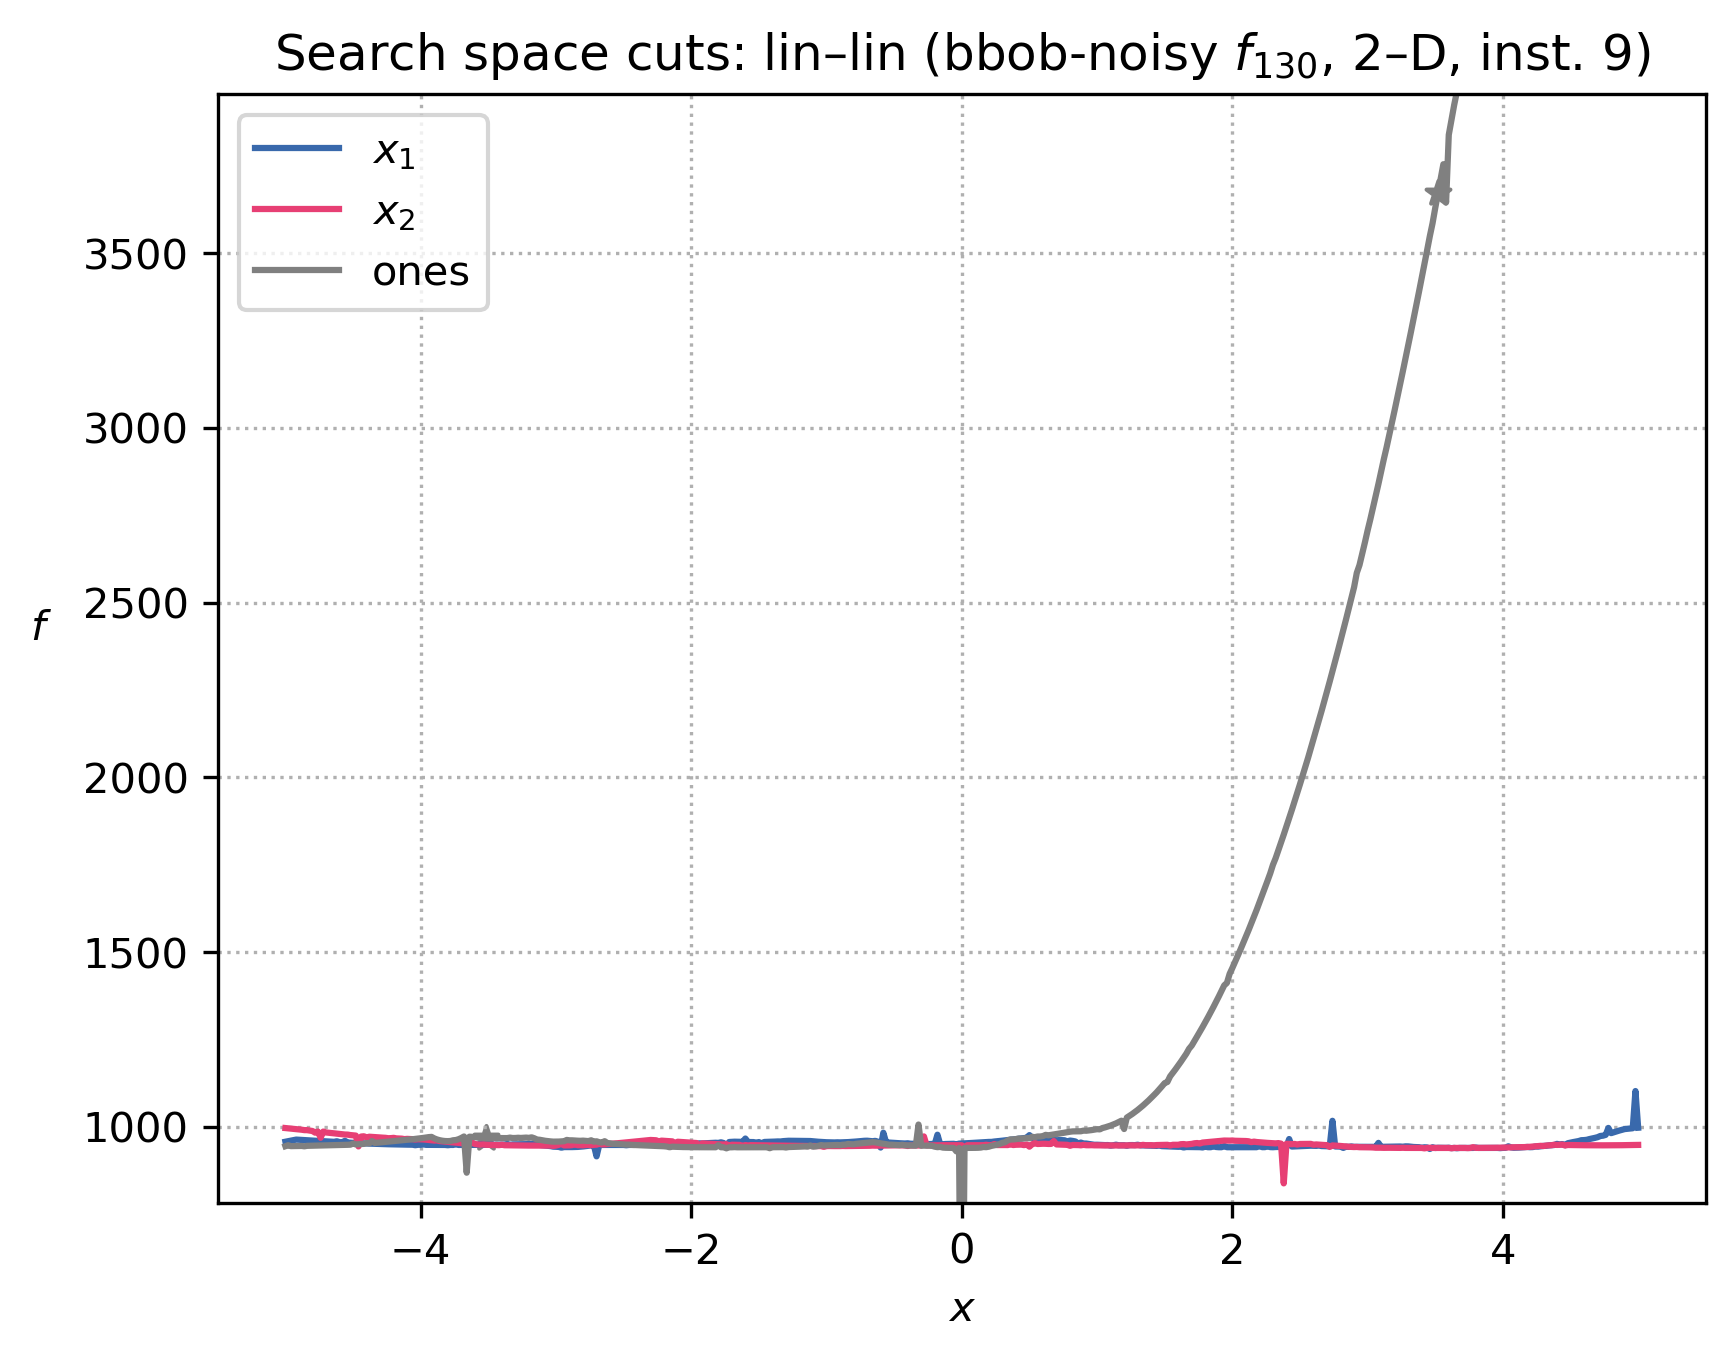 Search space cuts: lin–lin (bbob-noisy f₁₃₀, 2–D, inst. 9)
x₁
x₂
ones
3500
3000
2500
2000
1500
1000
f
−4
−2
0
2
4
x